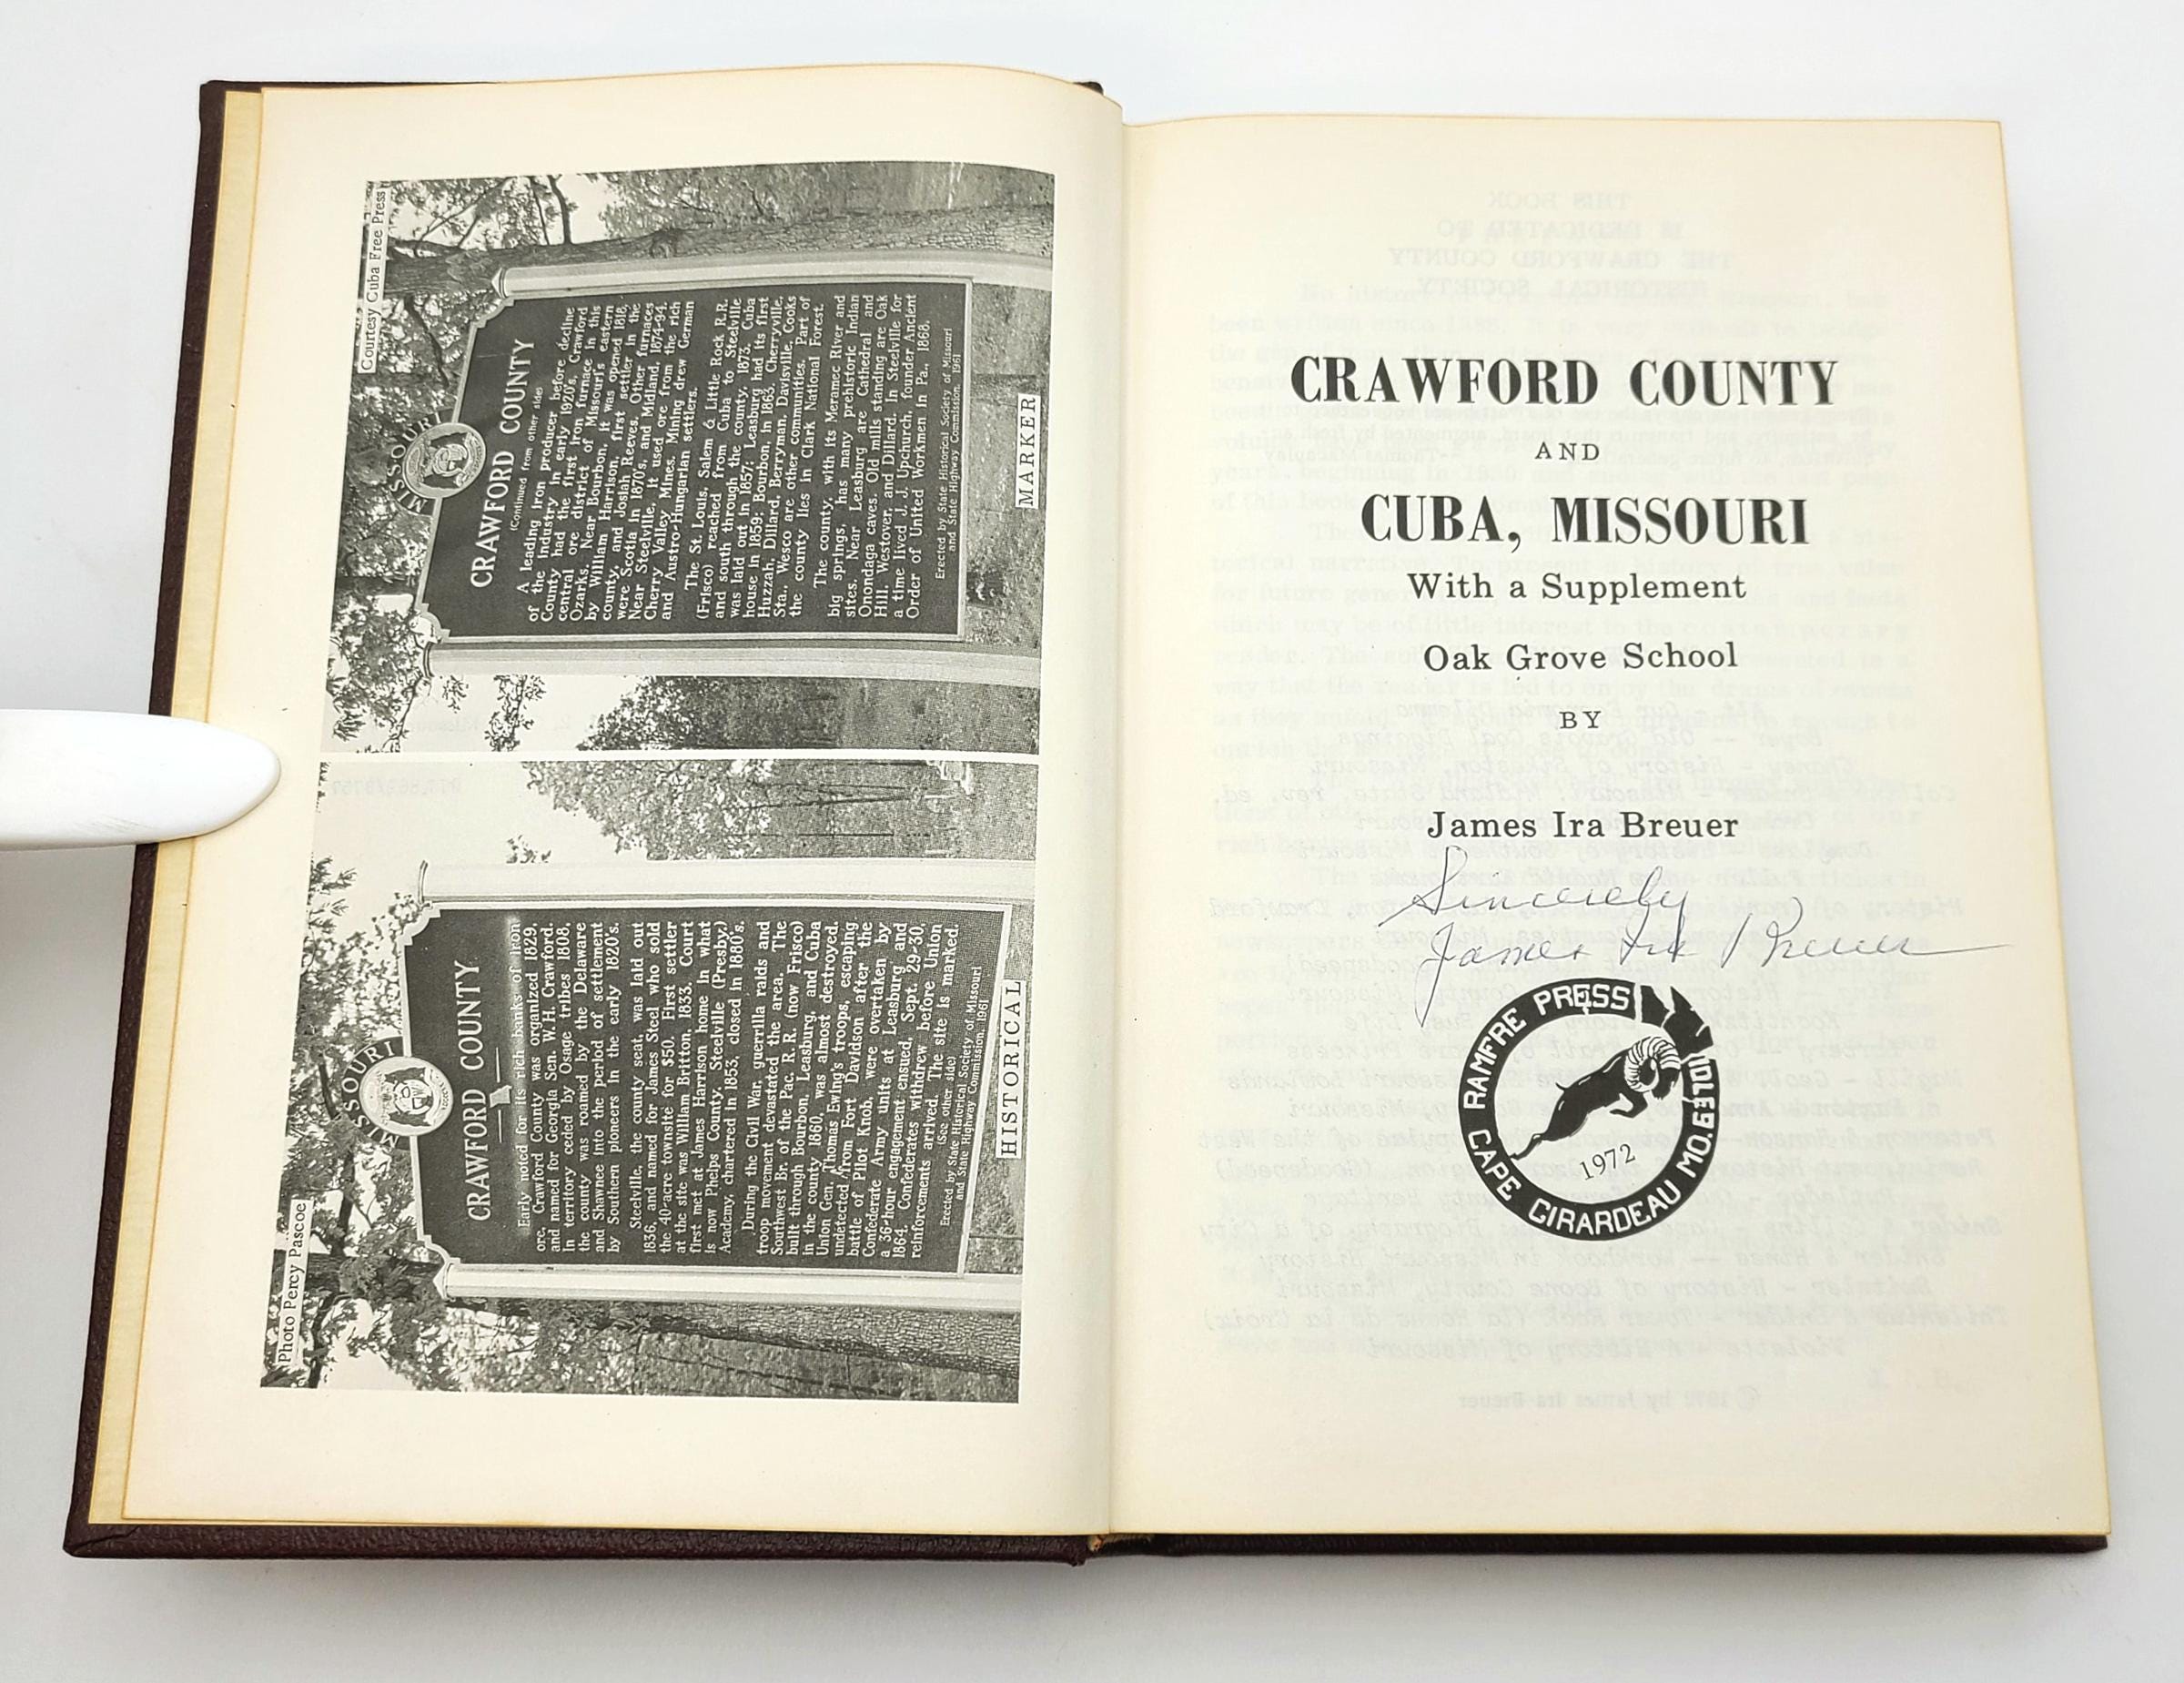 Photo Percy Pascoe
MISSOURI
CRAWFORD COUNTY
Early noted for its rich banks of iron
ore, Crawford County was organized 1829,
and named for Georgia Sen. W. H. Crawford.
In territory ceded by Osage tribes 1808,
the county was roamed by the Delaware
and Shawnee into the period of settlement
by Southern pioneers in the early 1820's.
Steelville, the county seat, was laid out
1836, and named for James Steel who sold
the 40-acre townsite for $50. First settler
at the site was William Britton, 1833. Court
first met at James Harrison home in what
is now Phelps County. Steelville (Presby.)
Academy, chartered in 1853, closed in 1880's.
During the Civil War, guerrilla raids and
troop movement devastated the area. The
Southwest Br. of the Pac. R. R. (now Frisco)
built through Bourbon, Leasburg, and Cuba
in the county 1860, was almost destroyed.
Union Gen. Thomas Ewing's troops, escaping
undetected from Fort Davidson after the
battle of Pilot Knob, were overtaken by
Confederate Army units at Leasburg and
a 36-hour engagement ensued, Sept. 29-30,
1864. Confederates withdrew before Union
reinforcements arrived. The site is marked.
(See other side)
Erected by State Historical Society of Missouri
and State Highway Commission, 1961
HISTORICAL
Courtesy Cuba Free Press
MISSOURI
CRAWFORD COUNTY
(Continued from other side)
A leading iron producer before decline
of the industry in early 1920's, Crawford
County had the first iron furnace in this
central ore district of Missouri's eastern
Ozarks. Near Bourbon, it was opened 1818,
by William Harrison, first settler in the
county, and Josiah Reeves. Other furnaces
were Scotia in 1870's, and Midland, 1874-94.
Near Steelville, it used ore from the rich
Cherry Valley Mines. Mining drew German
and Austro-Hungarian settlers.
The St. Louis, Salem & Little Rock R.R.
(Frisco) reached from Cuba to Steelville
and south through the county, 1873. Cuba
was laid out in 1857; Leasburg had its first
house in 1859; Bourbon, in 1863. Cherryville,
Huzzah, Dillard, Berryman, Davisville, Cooks
Sta., Wesco are other communities. Part of
the county lies in Clark National Forest.
The county, with its Meramec River and
big springs, has many prehistoric Indian
sites. Near Leasburg are Cathedral and
Onondaga caves. Old mills standing are Oak
Hill, Westover, and Dillard. In Steelville for
a time lived J. J. Upchurch, founder Ancient
Order of United Workmen in Pa., 1868.
Erected by State Historical Society of Missouri
and State Highway Commission, 1961
MARKER
CRAWFORD COUNTY
AND
CUBA, MISSOURI
With a Supplement
Oak Grove School
BY
James Ira Breuer
Sincerely
James Ira Breuer
RAMFRE PRESS
1972
CAPE GIRARDEAU MO. 63701